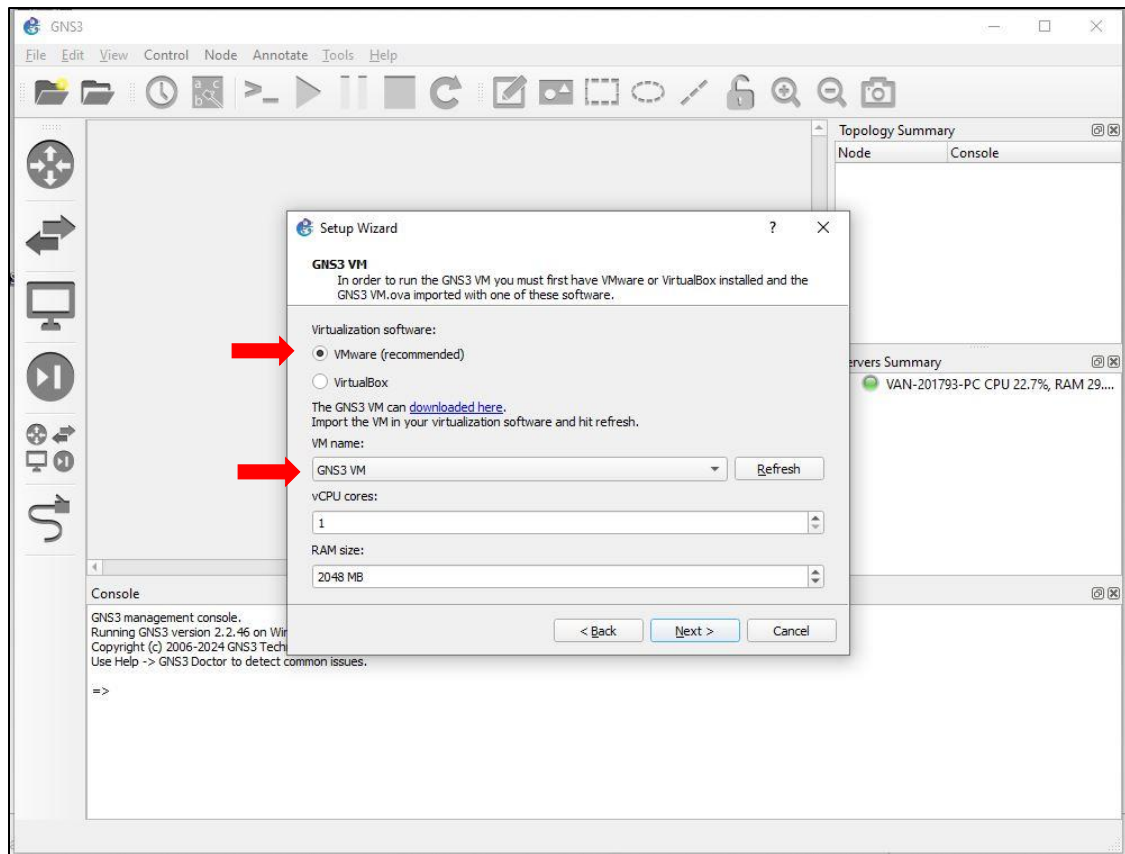 GNS3
File Edit View Control Node Annotate Tools Help
Topology Summary
Node Console
Setup Wizard ?
GNS3 VM
In order to run the GNS3 VM you must first have VMware or VirtualBox installed and the
GNS3 VM.ova imported with one of these software.
Virtualization software:
VMware (recommended)
VirtualBox
The GNS3 VM can downloaded here.
Import the VM in your virtualization software and hit refresh.
VM name:
GNS3 VM
Refresh
vCPU cores:
1
RAM size:
2048 MB
< Back Next > Cancel
ervers Summary
VAN-201793-PC CPU 22.7%, RAM 29....
Console
GNS3 management console.
Running GNS3 version 2.2.46 on Wi
Copyright (c) 2006-2024 GNS3 Tech
Use Help -> GNS3 Doctor to detect common issues.
=>